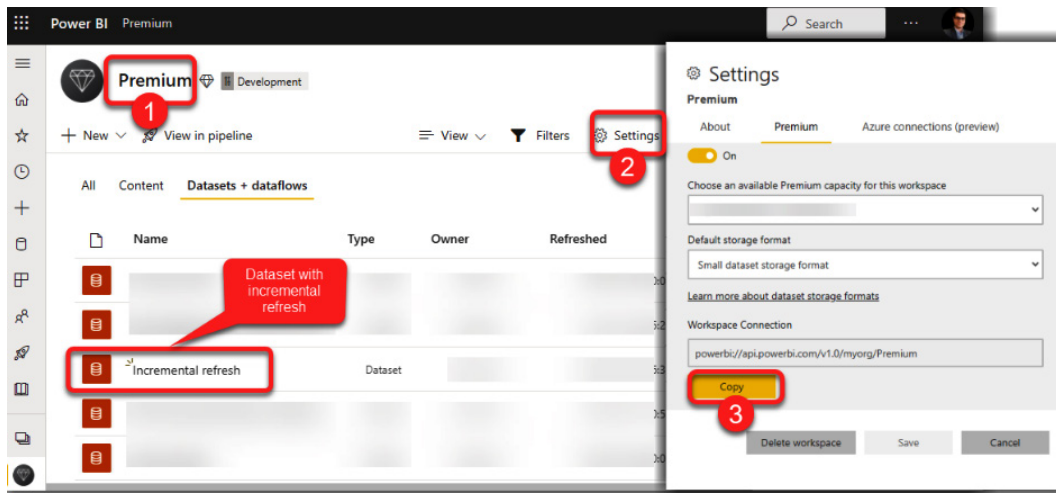 Power BI Premium
Search
Premium
Development
1
New
View in pipeline
View
Filters
Settings
2
All
Content
Datasets + dataflows
Name
Type
Owner
Refreshed
Dataset with
incremental
refresh
Incremental refresh
Dataset
Settings
Premium
About
Premium
Azure connections (preview)
On
Choose an available Premium capacity for this workspace
Default storage format
Small dataset storage format
Learn more about dataset storage formats
Workspace Connection
powerbi://api.powerbi.com/v1.0/myorg/Premium
Copy
3
Delete workspace
Save
Cancel